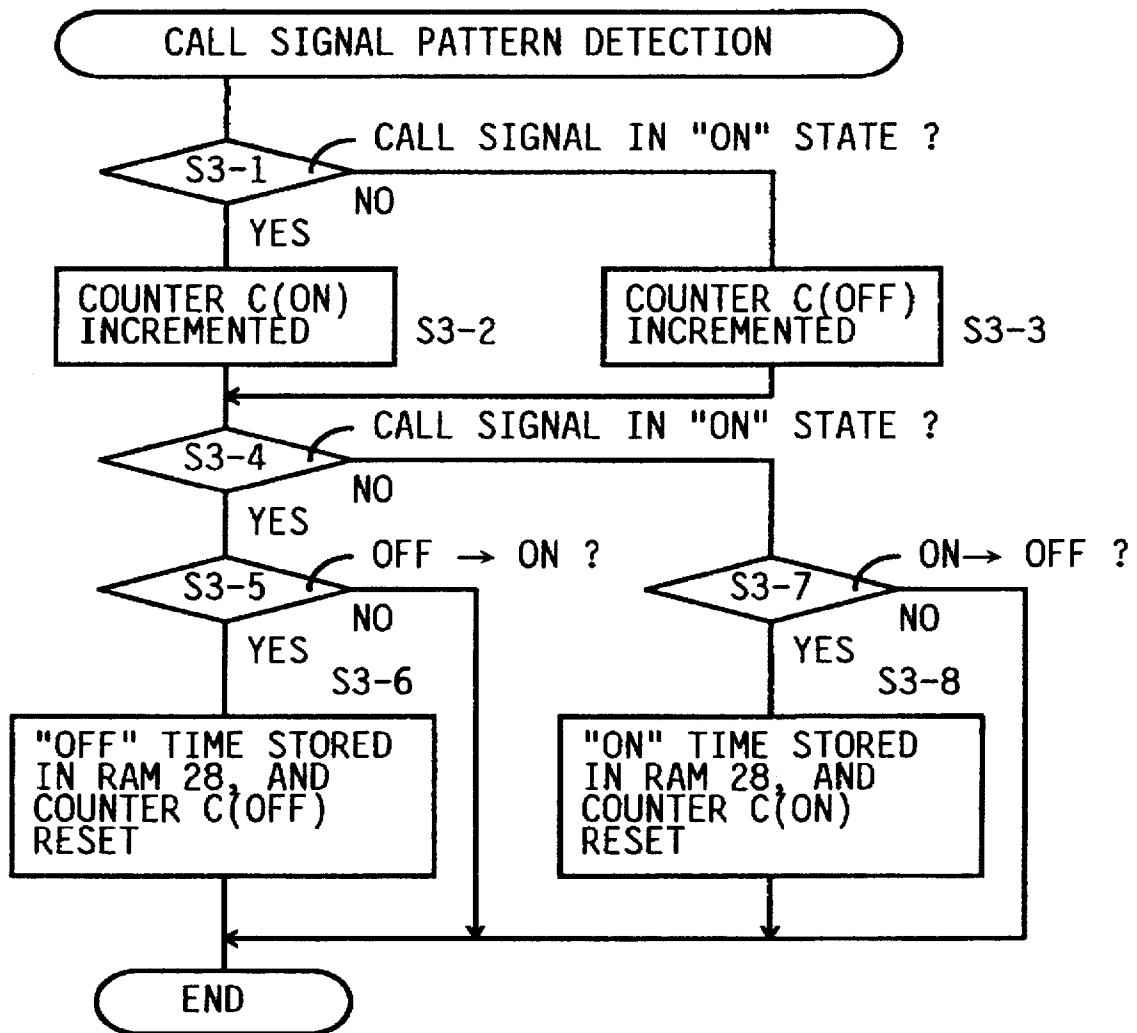 CALL SIGNAL PATTERN DETECTION
CALL SIGNAL IN "ON" STATE ?
S3-1
NO
YES
COUNTER C(ON)
INCREMENTED
S3-2
COUNTER C(OFF)
INCREMENTED
S3-3
CALL SIGNAL IN "ON" STATE ?
S3-4
NO
YES
OFF → ON ?
S3-5
NO
YES
ON → OFF ?
S3-7
NO
YES
S3-6
"OFF" TIME STORED
IN RAM 28, AND
COUNTER C(OFF)
RESET
S3-8
"ON" TIME STORED
IN RAM 28, AND
COUNTER C(ON)
RESET
END